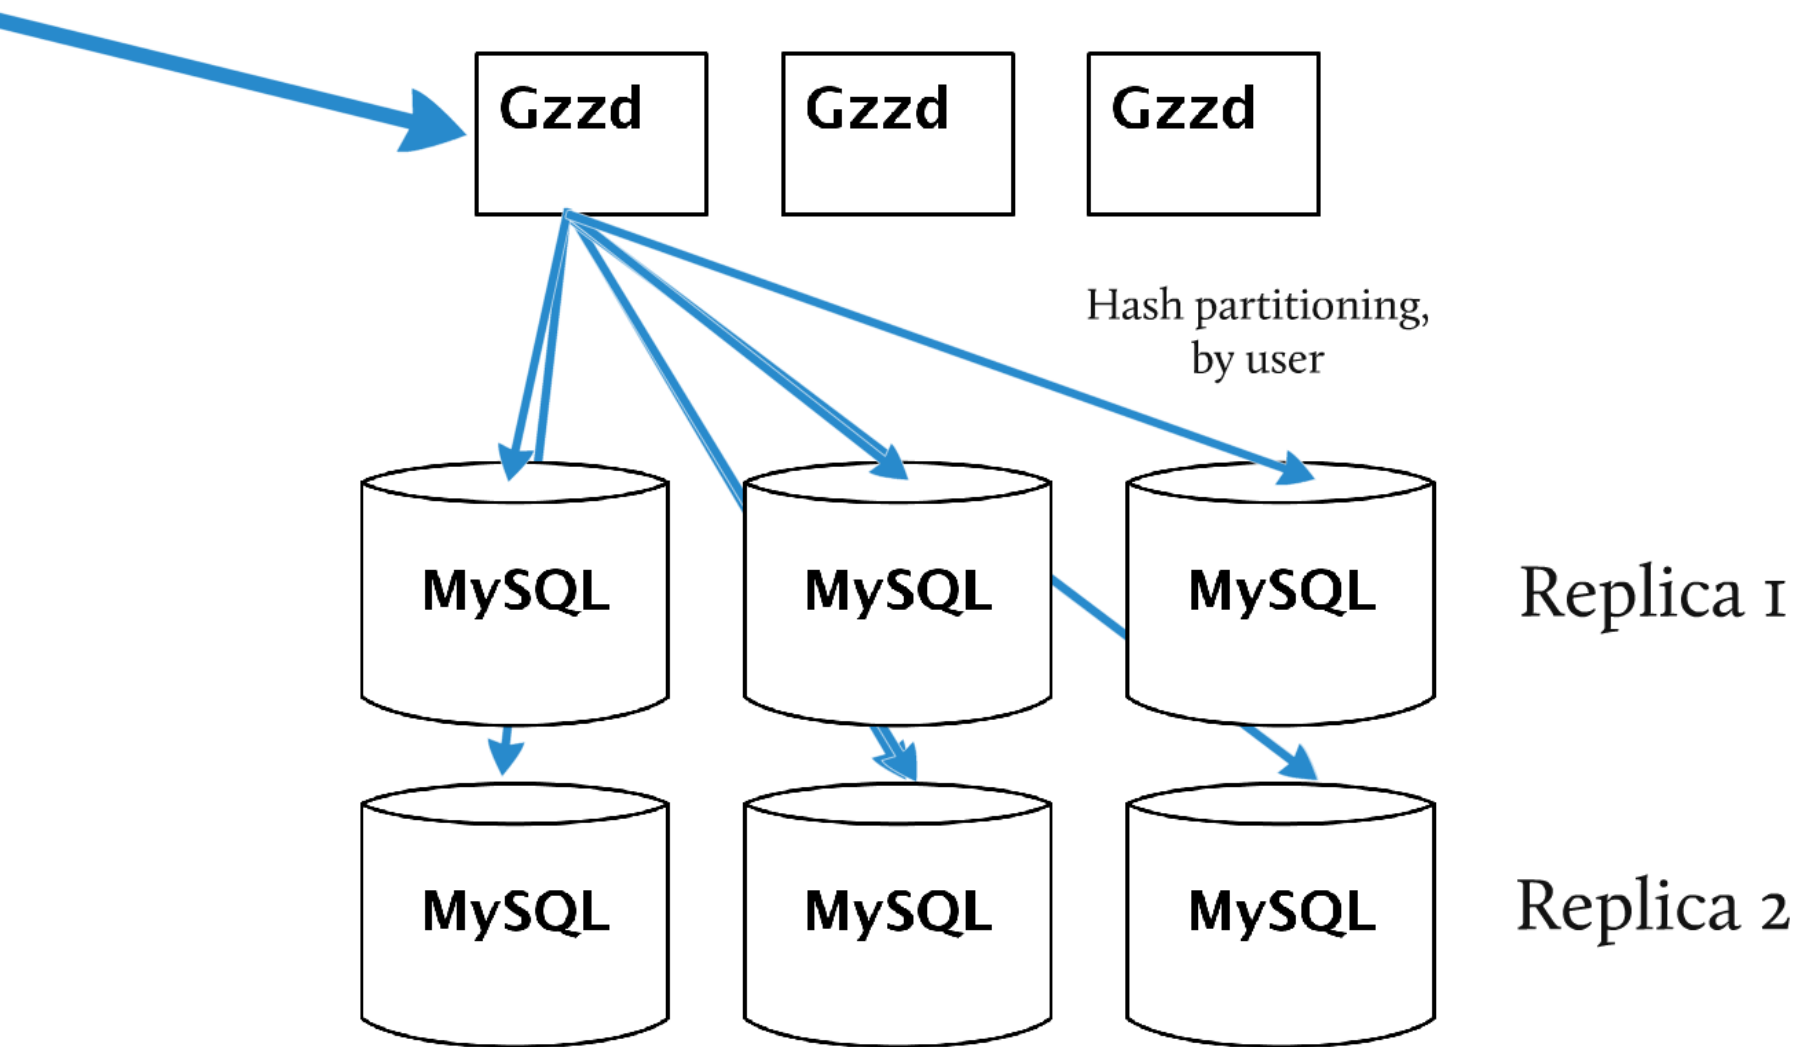 Gzzd
Gzzd
Gzzd
Hash partitioning,
by user
MySQL
MySQL
MySQL
Replica 1
MySQL
MySQL
MySQL
Replica 2